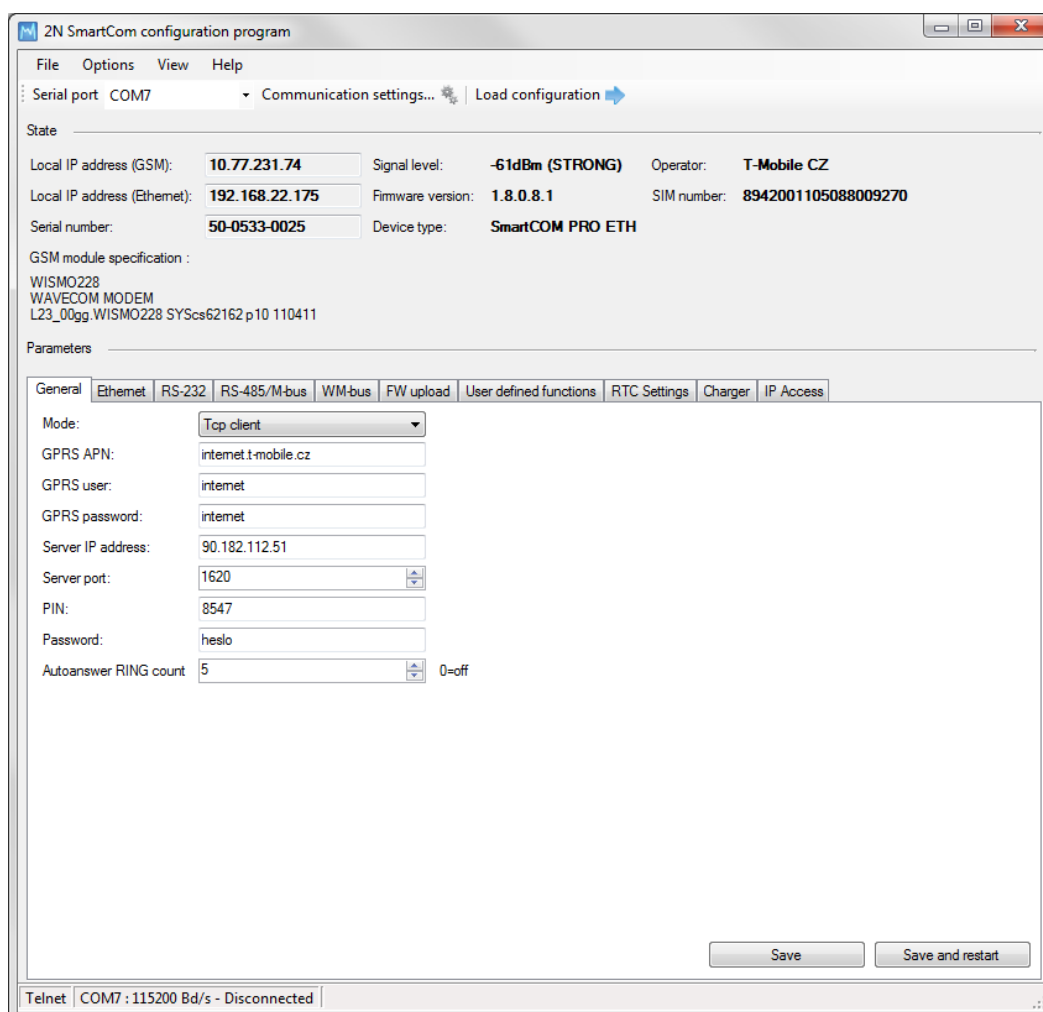 2N SmartCom configuration program
File Options View Help
Serial port COM7 Communication settings... Load configuration
State
Local IP address (GSM): 10.77.231.74 Signal level: -61dBm (STRONG) Operator: T-Mobile CZ
Local IP address (Ethernet): 192.168.22.175 Firmware version: 1.8.0.8.1 SIM number: 8942001105088009270
Serial number: 50-0533-0025 Device type: SmartCOM PRO ETH
GSM module specification :
WISMO228
WAVECOM MODEM
L23_00gg.WISMO228 SYScs62162 p10 110411
Parameters
General Ethernet RS-232 RS-485/M-bus WM-bus FW upload User defined functions RTC Settings Charger IP Access
Mode: Tcp client
GPRS APN: internet.t-mobile.cz
GPRS user: internet
GPRS password: internet
Server IP address: 90.182.112.51
Server port: 1620
PIN: 8547
Password: heslo
Autoanswer RING count 5 0=off
Save Save and restart
Telnet COM7 : 115200 Bd/s - Disconnected